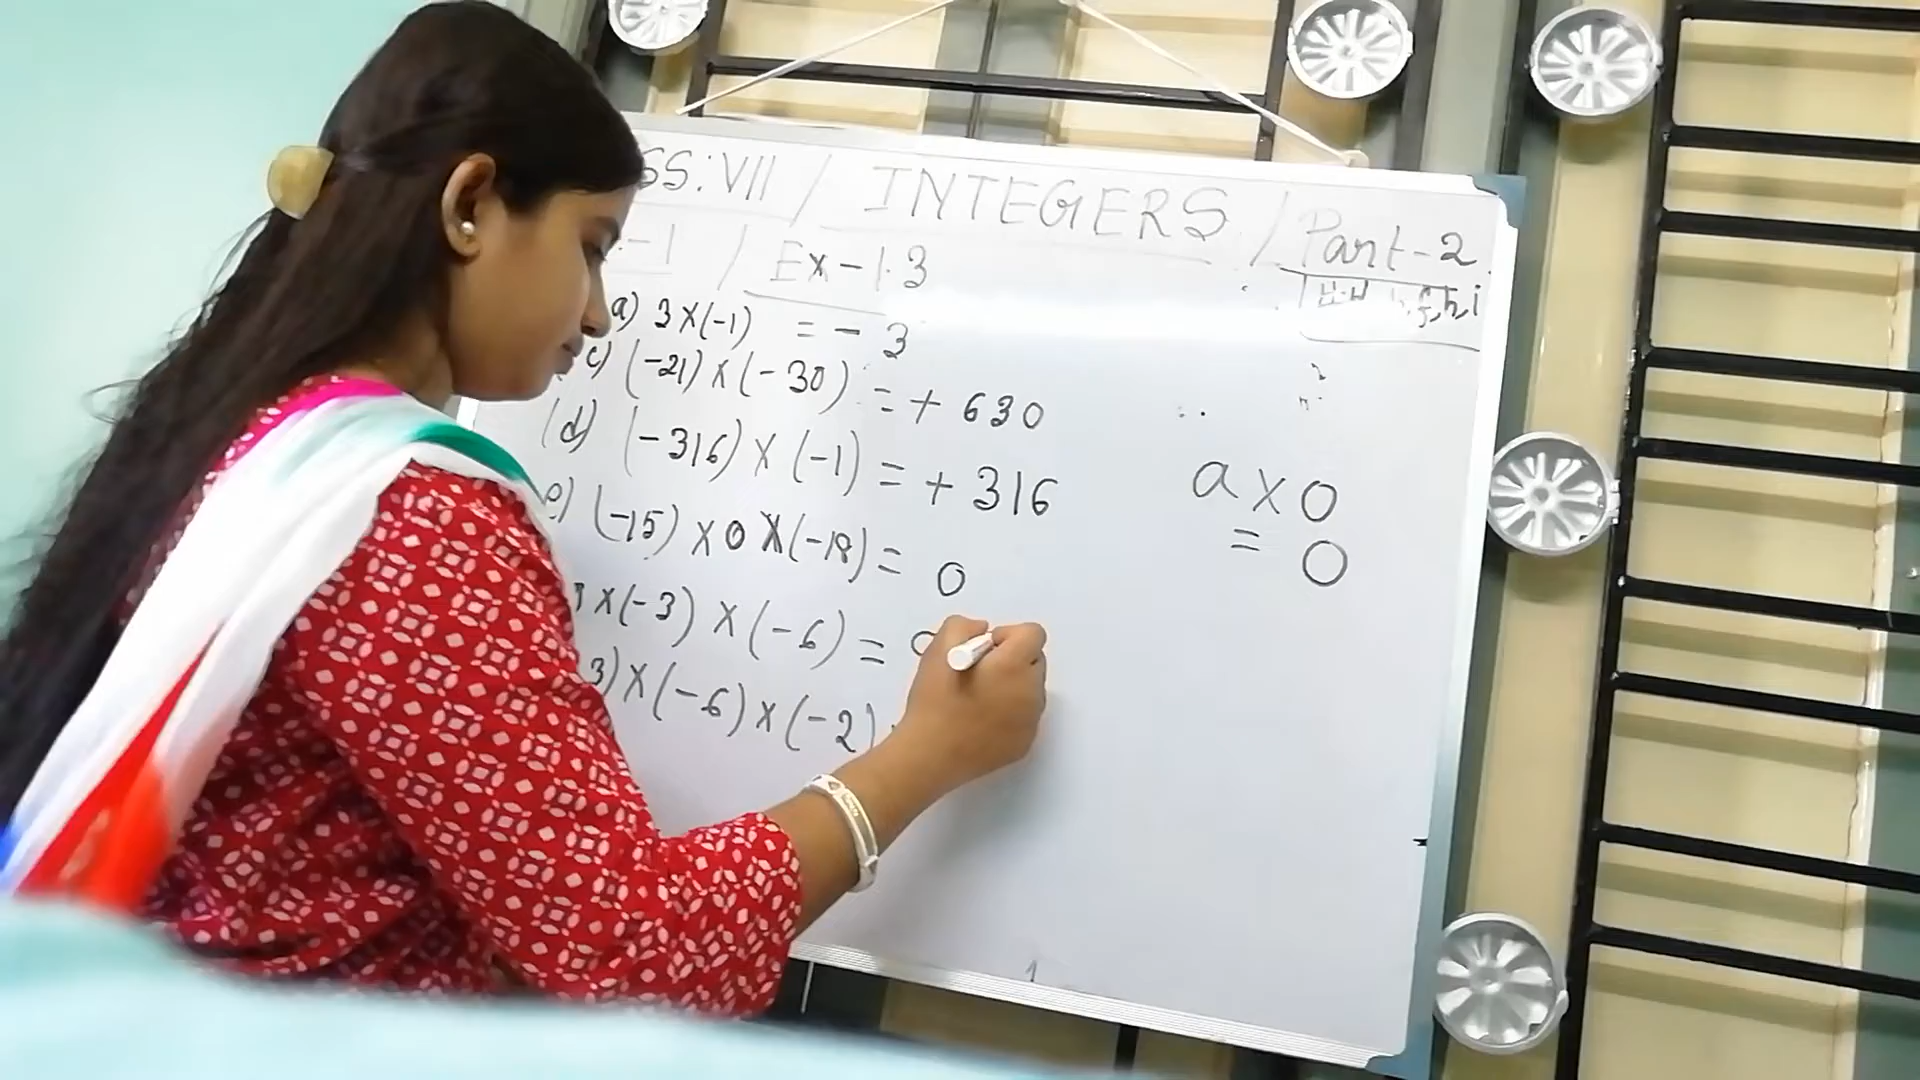 SS:VII / INTEGERS / Part-2
-1 / Ex-1.3
h, i
a) 3×(-1) = - 3
c) (-21)×(-30) = + 630
(d) (-316)×(-1) = + 316
e) (-15)×0×(-18) = 0
×(-3)×(-6) =
3)×(-6)×(-2)
a×0
= 0